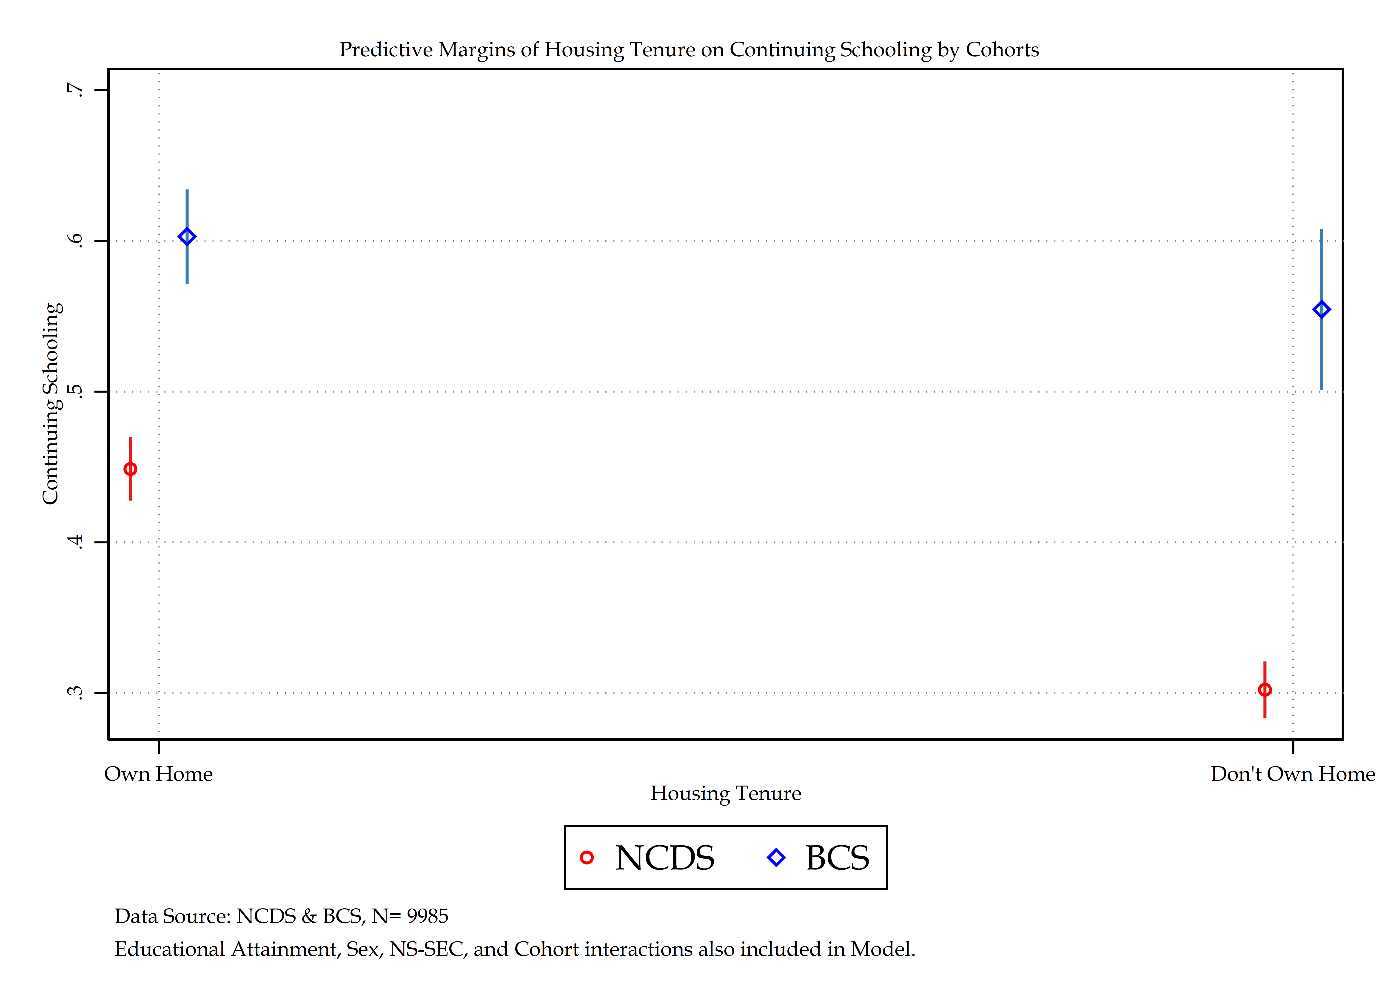 Predictive Margins of Housing Tenure on Continuing Schooling by Cohorts
Continuing Schooling
.7
.6
.5
.4
.3
Own Home
Don't Own Home
Housing Tenure
NCDS
BCS
Data Source: NCDS & BCS, N= 9985
Educational Attainment, Sex, NS-SEC, and Cohort interactions also included in Model.